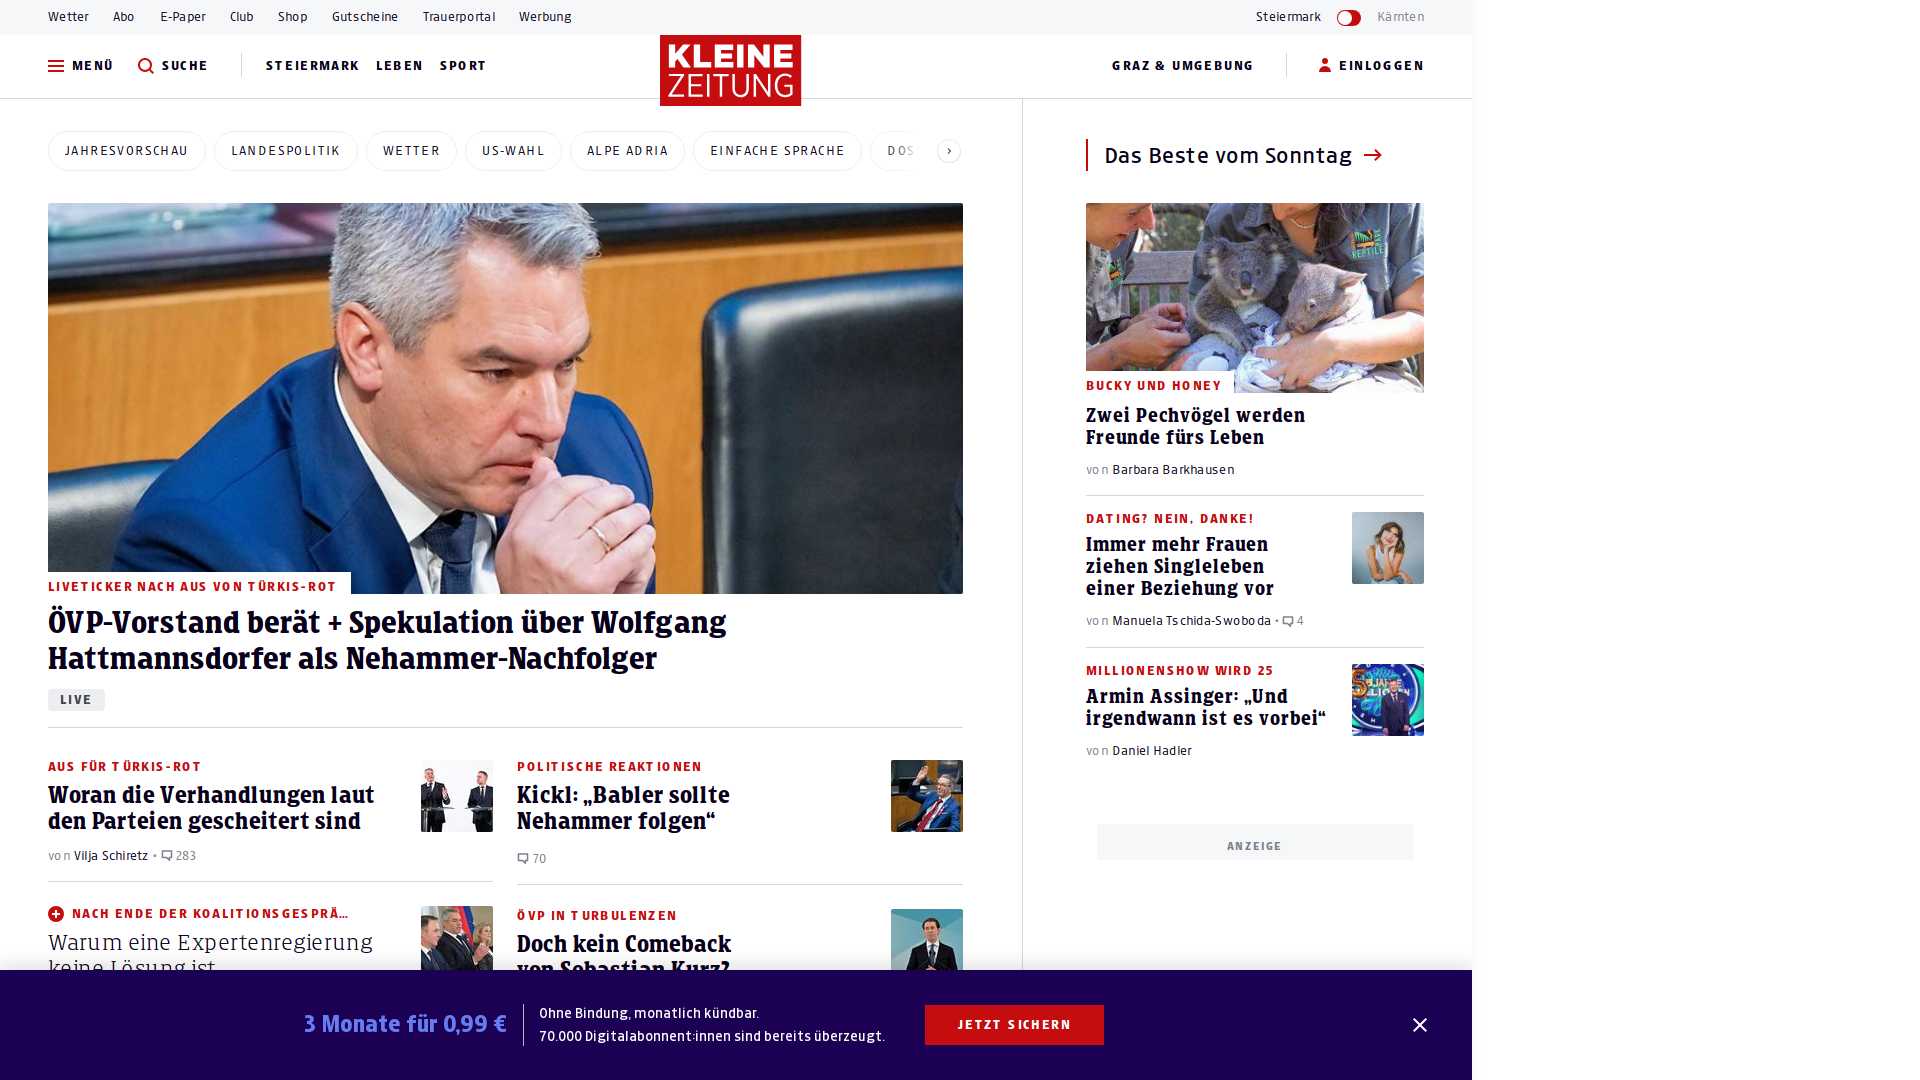 Wetter Abo E-Paper Club Shop Gutscheine Trauerportal Werbung
Steiermark Kärnten
MENÜ SUCHE STEIERMARK LEBEN SPORT
KLEINE
ZEITUNG
GRAZ & UMGEBUNG EINLOGGEN
JAHRESVORSCHAU LANDESPOLITIK WETTER US-WAHL ALPE ADRIA EINFACHE SPRACHE DOS
LIVETICKER NACH AUS VON TÜRKIS-ROT
ÖVP-Vorstand berät + Spekulation über Wolfgang
Hattmannsdorfer als Nehammer-Nachfolger
LIVE
AUS FÜR TÜRKIS-ROT
Woran die Verhandlungen laut
den Parteien gescheitert sind
von Vilja Schiretz • 283
POLITISCHE REAKTIONEN
Kickl: „Babler sollte
Nehammer folgen“
70
NACH ENDE DER KOALITIONSGESPRÄ…
Warum eine Expertenregierung
keine Lösung ist
ÖVP IN TURBULENZEN
Doch kein Comeback
von Sebastian Kurz?
Das Beste vom Sonntag
REPTILE
BUCKY UND HONEY
Zwei Pechvögel werden
Freunde fürs Leben
von Barbara Barkhausen
DATING? NEIN, DANKE!
Immer mehr Frauen
ziehen Singleleben
einer Beziehung vor
von Manuela Tschida-Swoboda • 4
MILLIONENSHOW WIRD 25
Armin Assinger: „Und
irgendwann ist es vorbei“
von Daniel Hadler
ANZEIGE
3 Monate für 0,99 €
Ohne Bindung, monatlich kündbar.
70.000 Digitalabonnent:innen sind bereits überzeugt.
JETZT SICHERN